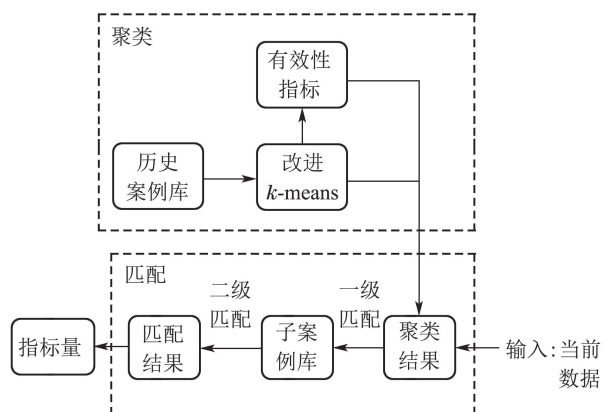 聚类
有效性
指标
历史
案例库
改进
k-means
匹配
二级
匹配
一级
匹配
指标量
匹配
结果
子案
例库
聚类
结果
输入:当前
数据